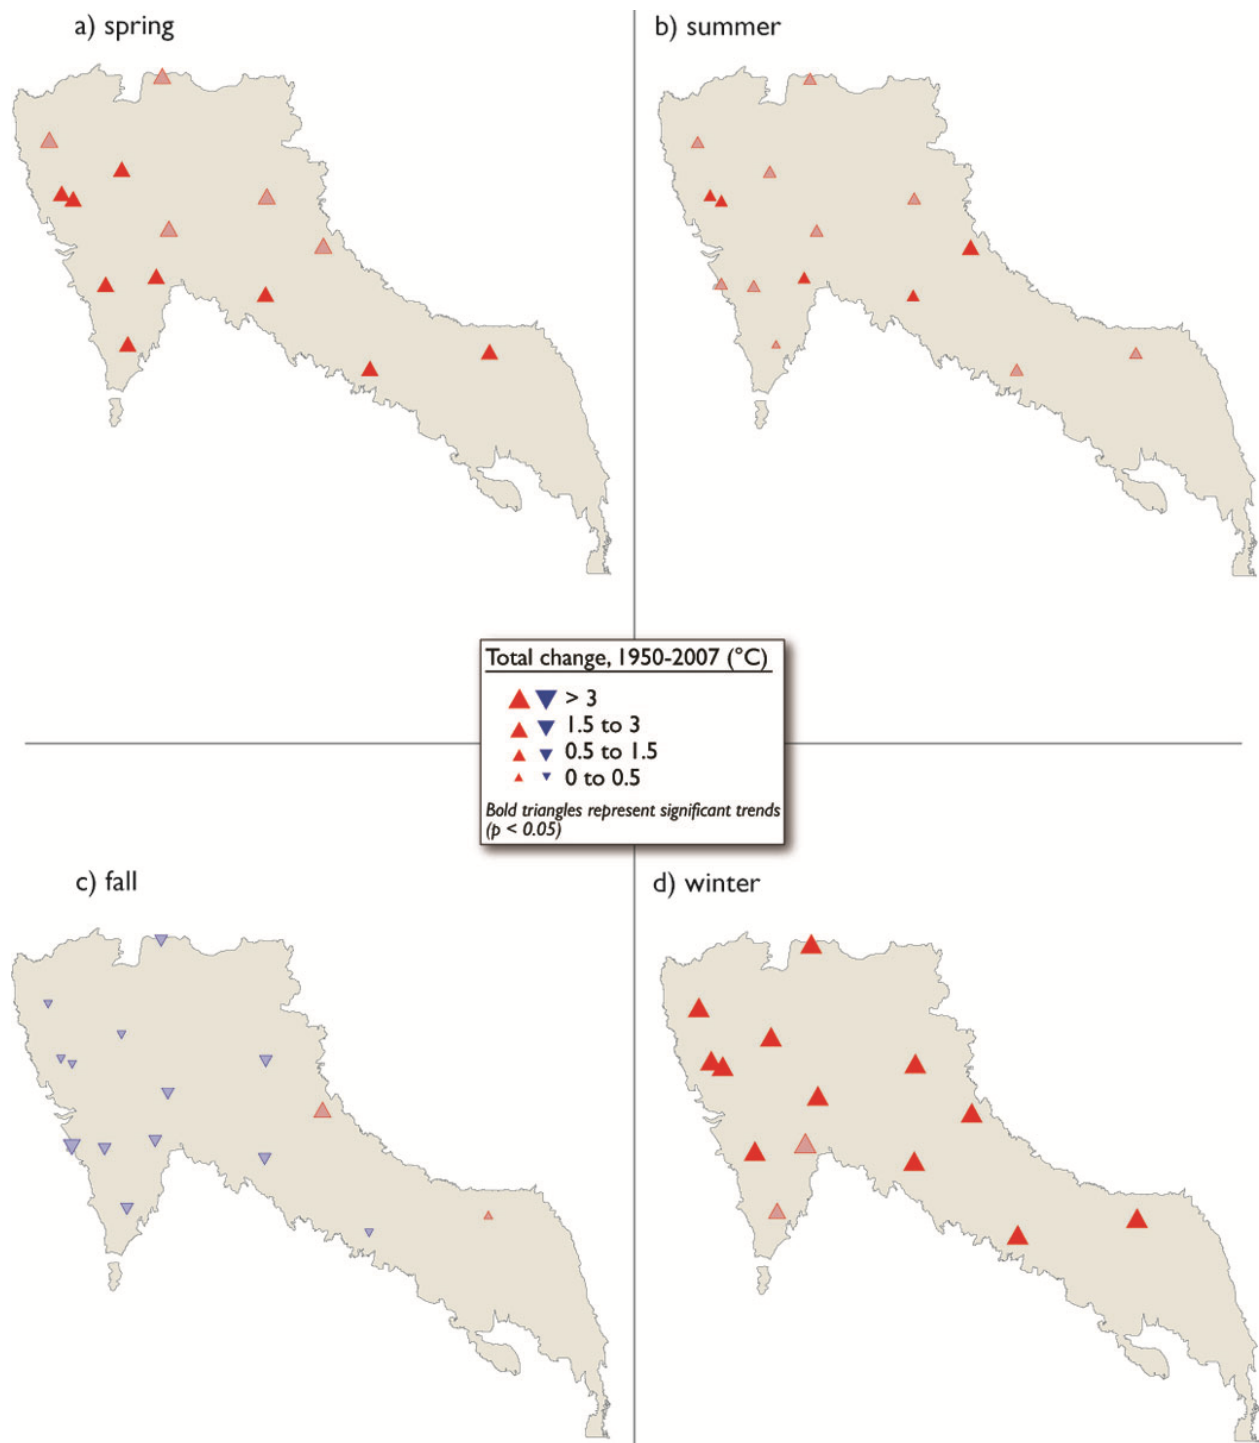 a) spring
b) summer
Total change, 1950-2007 (°C)
> 3
1.5 to 3
0.5 to 1.5
0 to 0.5
Bold triangles represent significant trends
(p < 0.05)
c) fall
d) winter